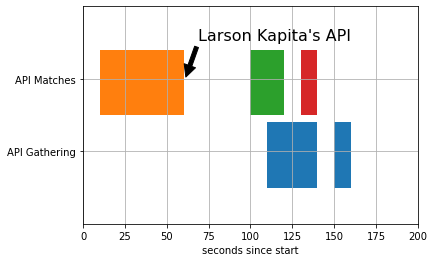 Larson Kapita's API
API Matches
API Gathering
0 25 50 75 100 125 150 175 200
seconds since start